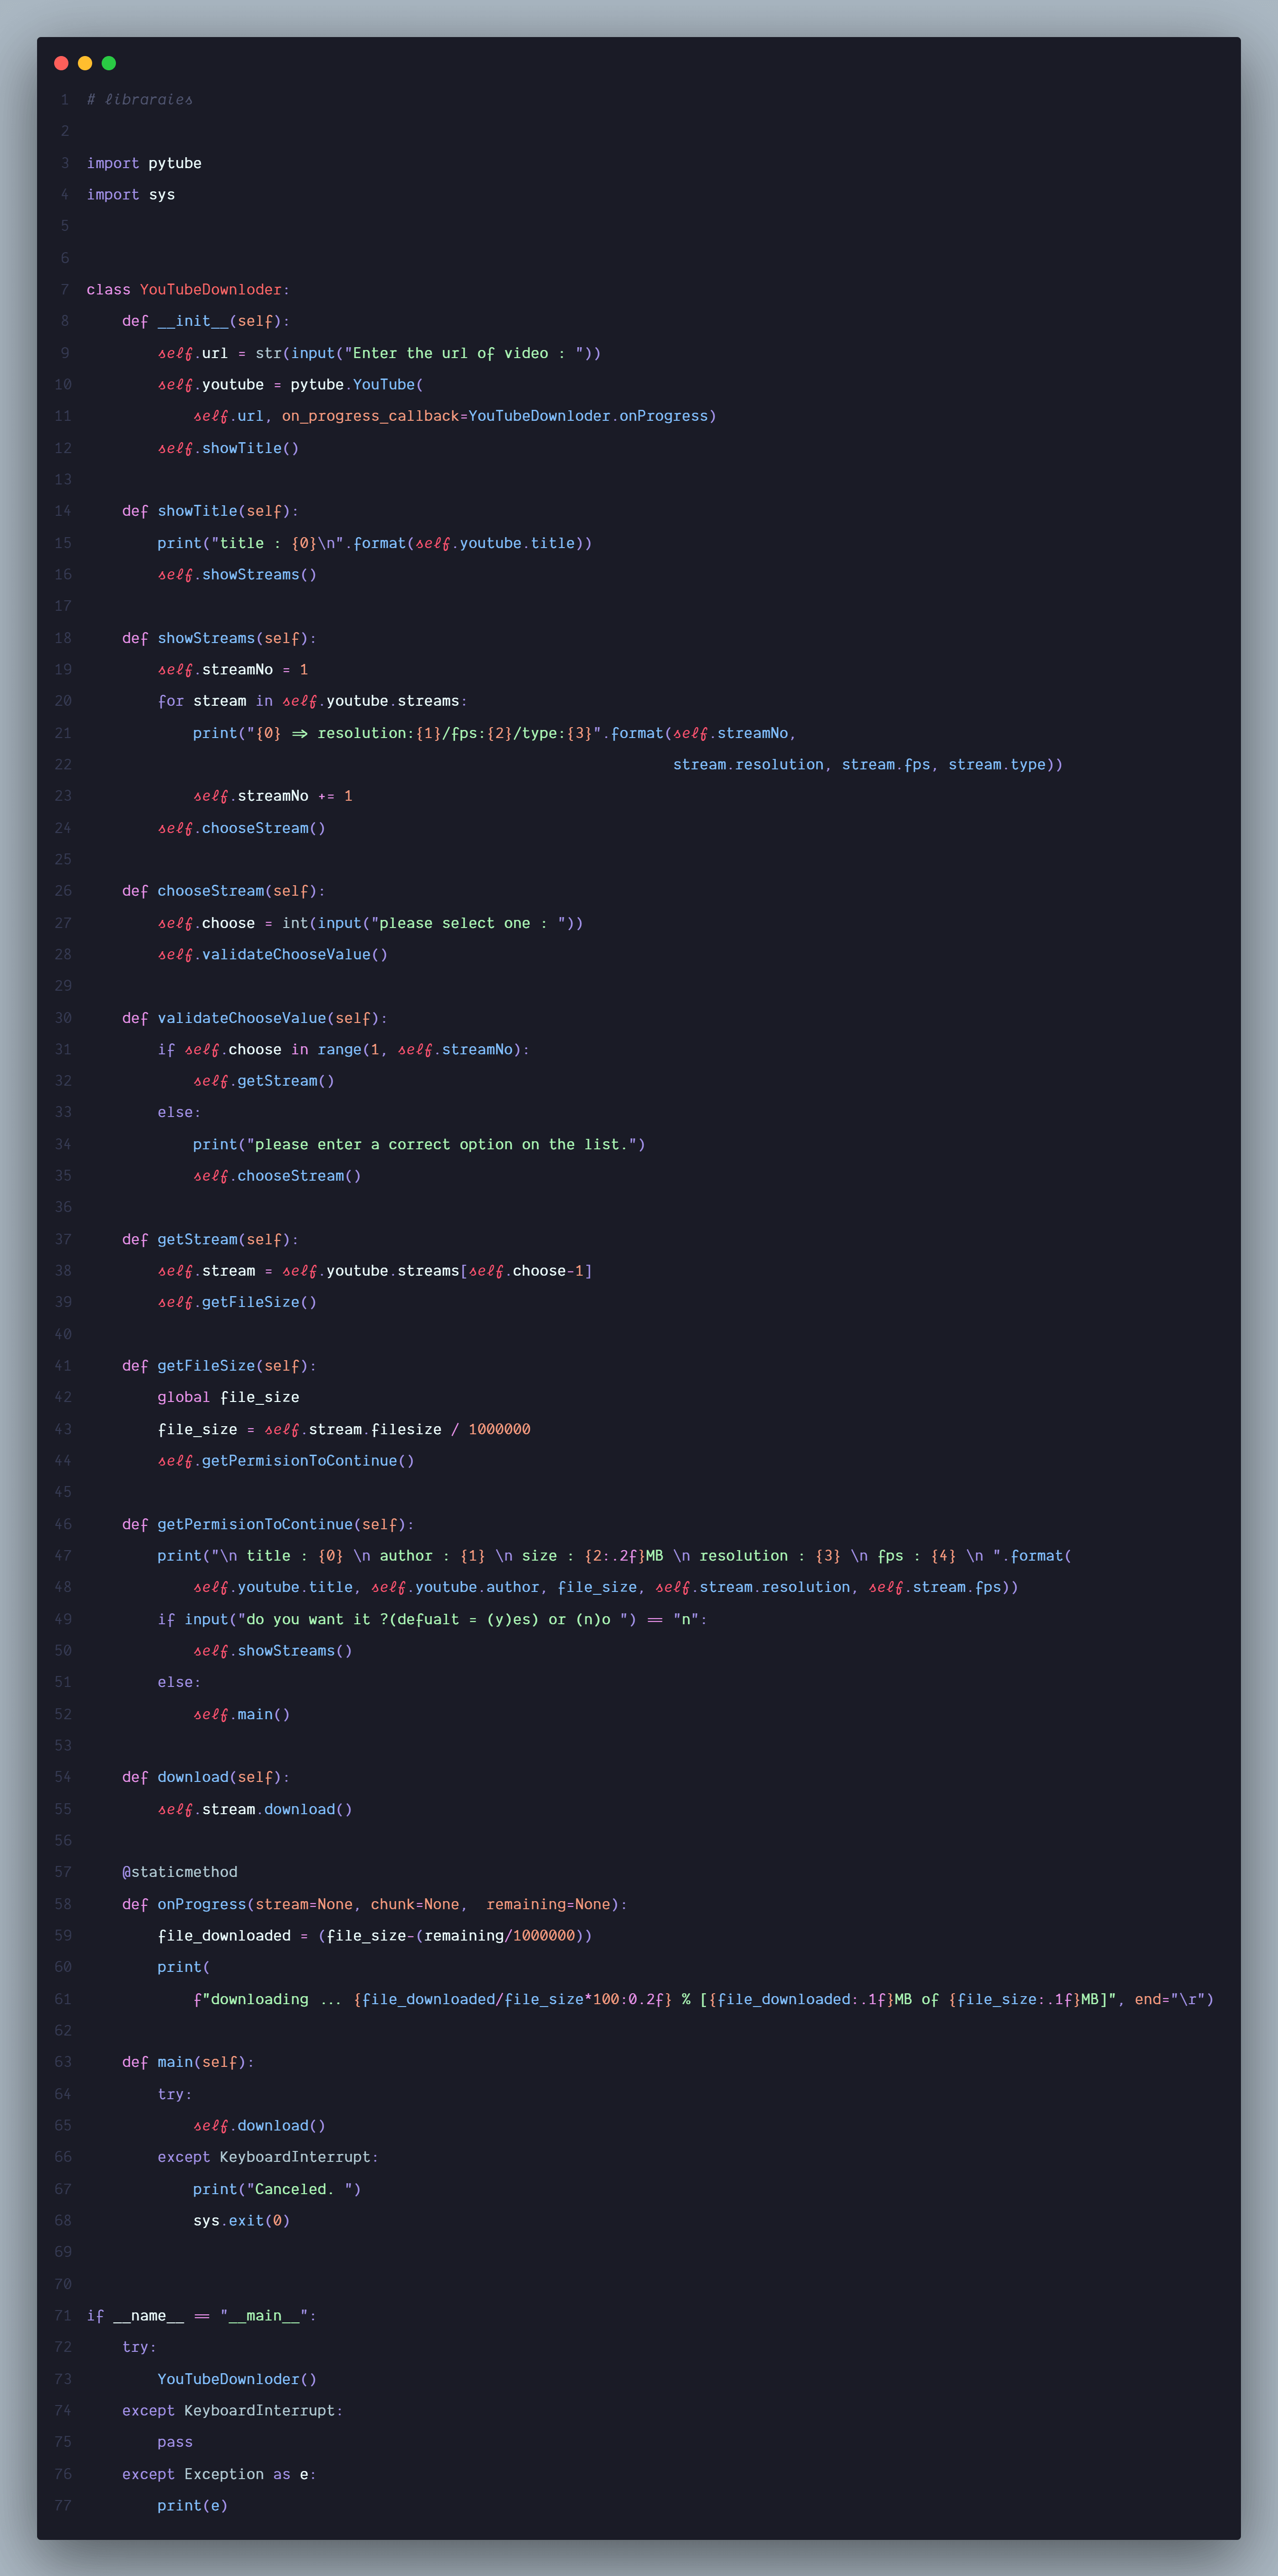 1 # libraraies
2
3 import pytube
4 import sys
5
6
7 class YouTubeDownloder:
8     def __init__(self):
9         self.url = str(input("Enter the url of video : "))
10         self.youtube = pytube.YouTube(
11             self.url, on_progress_callback=YouTubeDownloder.onProgress)
12         self.showTitle()
13
14     def showTitle(self):
15         print("title : {0}\n".format(self.youtube.title))
16         self.showStreams()
17
18     def showStreams(self):
19         self.streamNo = 1
20         for stream in self.youtube.streams:
21             print("{0} => resolution:{1}/fps:{2}/type:{3}".format(self.streamNo,
22                                                                   stream.resolution, stream.fps, stream.type))
23             self.streamNo += 1
24         self.chooseStream()
25
26     def chooseStream(self):
27         self.choose = int(input("please select one : "))
28         self.validateChooseValue()
29
30     def validateChooseValue(self):
31         if self.choose in range(1, self.streamNo):
32             self.getStream()
33         else:
34             print("please enter a correct option on the list.")
35             self.chooseStream()
36
37     def getStream(self):
38         self.stream = self.youtube.streams[self.choose-1]
39         self.getFileSize()
40
41     def getFileSize(self):
42         global file_size
43         file_size = self.stream.filesize / 1000000
44         self.getPermisionToContinue()
45
46     def getPermisionToContinue(self):
47         print("\n title : {0} \n author : {1} \n size : {2:.2f}MB \n resolution : {3} \n fps : {4} \n ".format(
48             self.youtube.title, self.youtube.author, file_size, self.stream.resolution, self.stream.fps))
49         if input("do you want it ?(defualt = (y)es) or (n)o ") == "n":
50             self.showStreams()
51         else:
52             self.main()
53
54     def download(self):
55         self.stream.download()
56
57     @staticmethod
58     def onProgress(stream=None, chunk=None,  remaining=None):
59         file_downloaded = (file_size-(remaining/1000000))
60         print(
61             f"downloading ... {file_downloaded/file_size*100:0.2f} % [{file_downloaded:.1f}MB of {file_size:.1f}MB]", end="\r")
62
63     def main(self):
64         try:
65             self.download()
66         except KeyboardInterrupt:
67             print("Canceled. ")
68             sys.exit(0)
69
70
71 if __name__ == "__main__":
72     try:
73         YouTubeDownloder()
74     except KeyboardInterrupt:
75         pass
76     except Exception as e:
77         print(e)